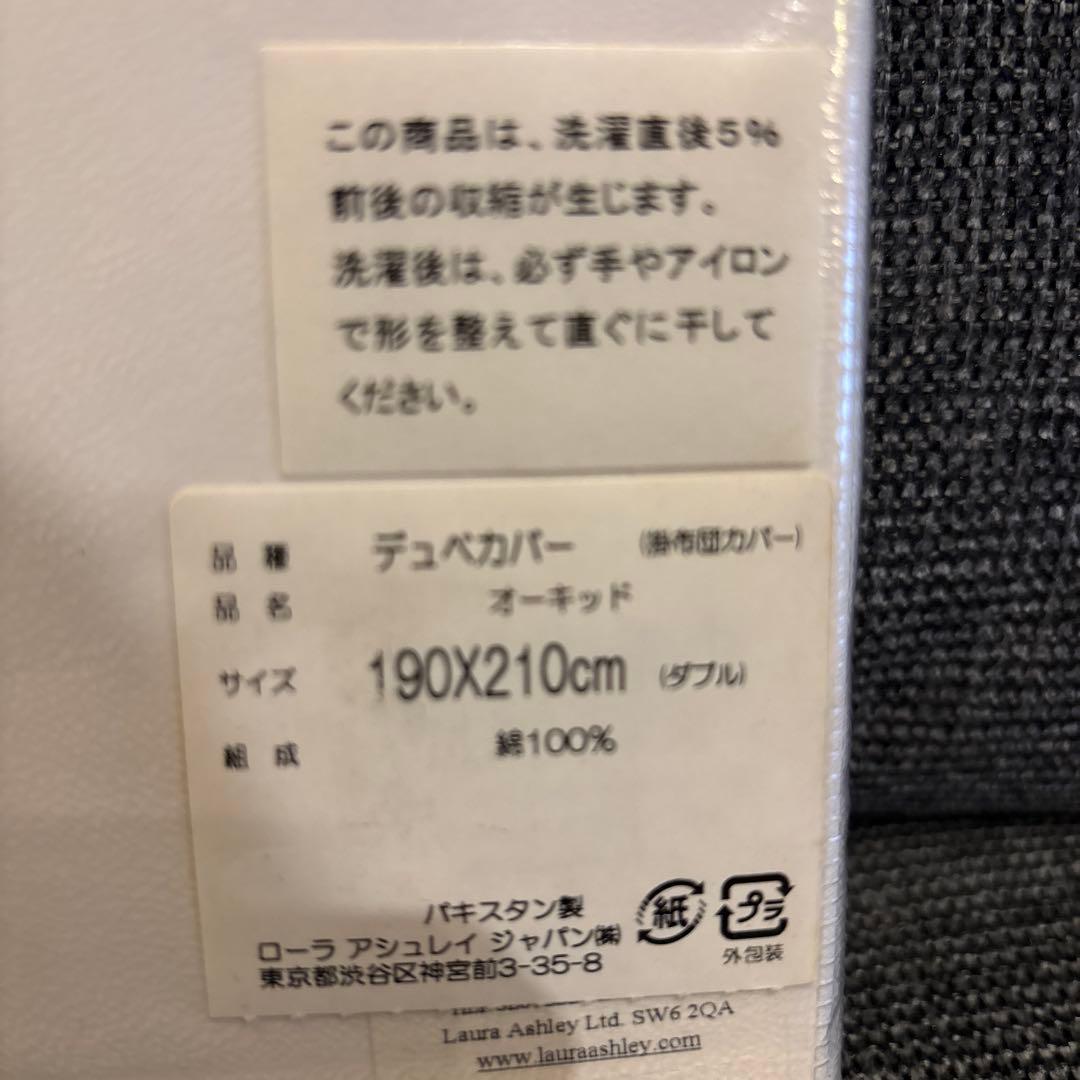 この商品は、洗濯直後5%
前後の収縮が生じます。
洗濯後は、必ず手やアイロン
で形を整えて直ぐに干して
ください。
品種 デュベカバー (掛布団カバー)
品名 オーキッド
サイズ 190X210cm (ダブル)
組成 綿100%
パキスタン製
ローラ アシュレイ ジャパン㈱
東京都渋谷区神宮前3-35-8
紙
プラ
外包装
Laura Ashley Ltd. SW6 2QA
www.lauraashley.com